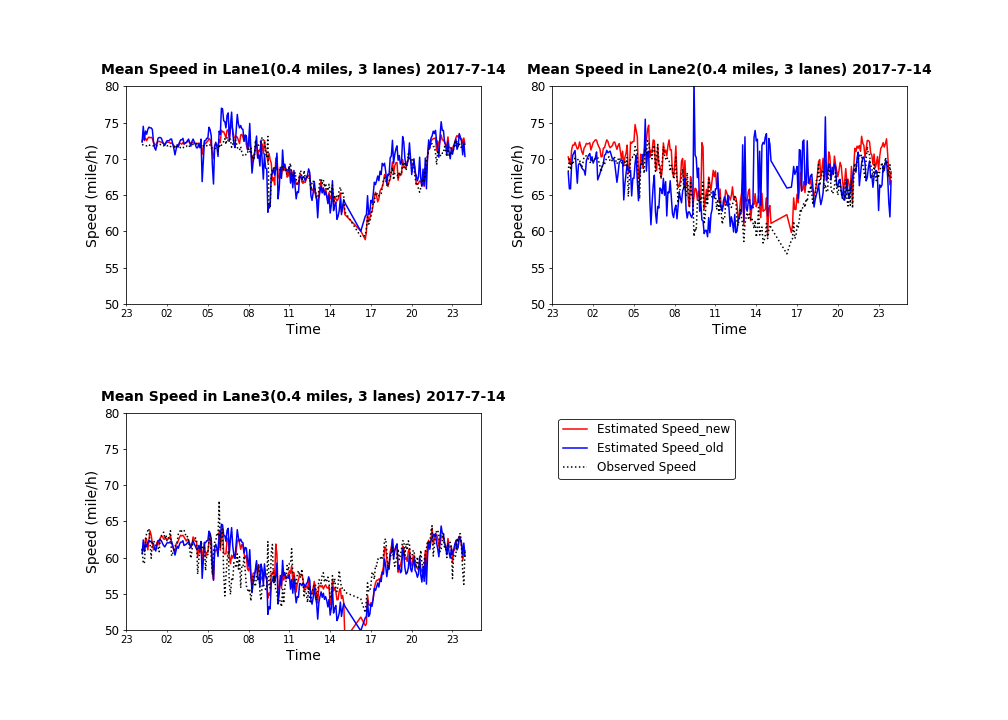 Mean Speed in Lane1(0.4 miles, 3 lanes) 2017-7-14
80
75
70
65
60
55
50
Speed (mile/h)
23 02 05 08 11 14 17 20 23
Time
Mean Speed in Lane2(0.4 miles, 3 lanes) 2017-7-14
80
75
70
65
60
55
50
Speed (mile/h)
23 02 05 08 11 14 17 20 23
Time
Mean Speed in Lane3(0.4 miles, 3 lanes) 2017-7-14
80
75
70
65
60
55
50
Speed (mile/h)
23 02 05 08 11 14 17 20 23
Time
Estimated Speed_new
Estimated Speed_old
Observed Speed